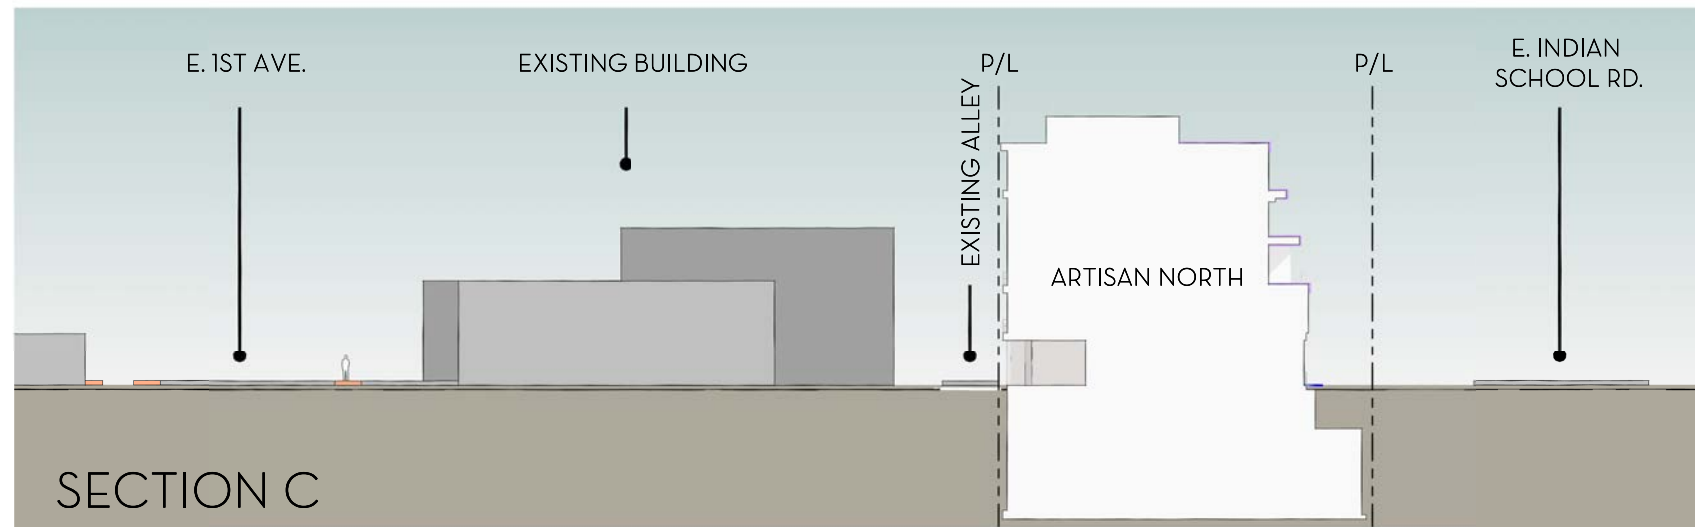 E. 1ST AVE.
EXISTING BUILDING
P/L
EXISTING ALLEY
P/L
E. INDIAN
SCHOOL RD.
ARTISAN NORTH
SECTION C